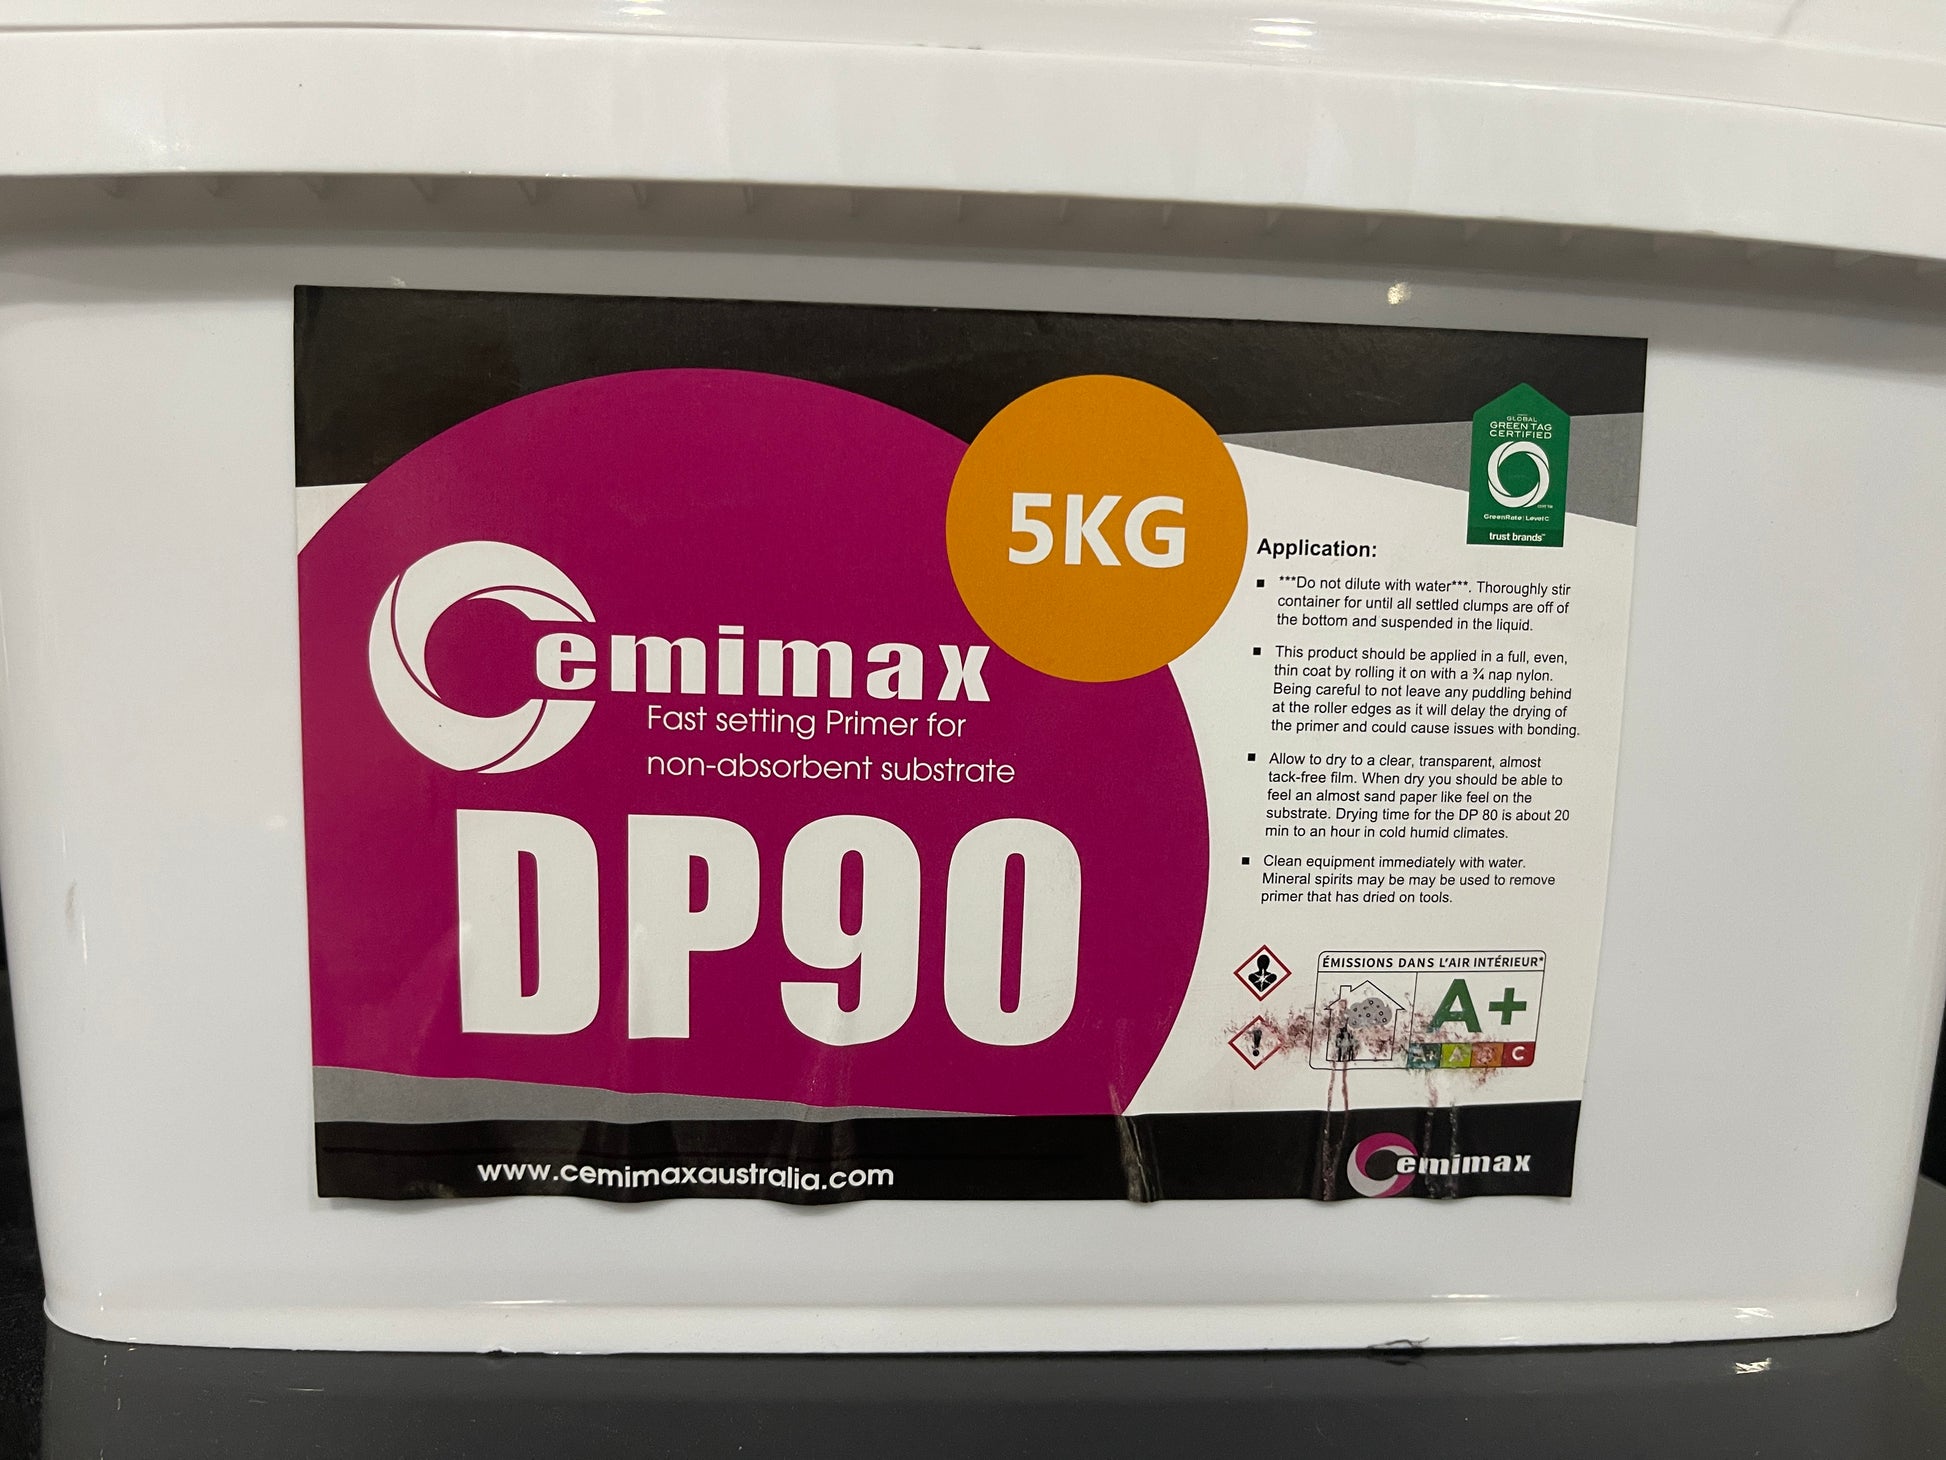 GLOBAL
GREEN TAG
CERTIFIED
GreenRate | Level C
trust brands™
5KG
Cemimax
Fast setting Primer for
non-absorbent substrate
DP90
Application:
▪ ***Do not dilute with water***. Thoroughly stir
container for until all settled clumps are off of
the bottom and suspended in the liquid.
▪ This product should be applied in a full, even,
thin coat by rolling it on with a ¾ nap nylon.
Being careful to not leave any puddling behind
at the roller edges as it will delay the drying of
the primer and could cause issues with bonding.
▪ Allow to dry to a clear, transparent, almost
tack-free film. When dry you should be able to
feel an almost sand paper like feel on the
substrate. Drying time for the DP 80 is about 20
min to an hour in cold humid climates.
▪ Clean equipment immediately with water.
Mineral spirits may be may be used to remove
primer that has dried on tools.
ÉMISSIONS DANS L'AIR INTÉRIEUR*
A+
A+ A B C
www.cemimaxaustralia.com
Cemimax